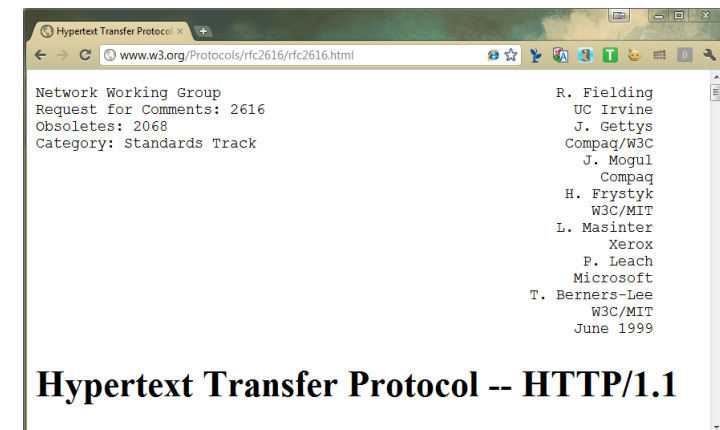 Hypertext Transfer Protocol
www.w3.org/Protocols/rfc2616/rfc2616.html
Network Working Group R. Fielding
Request for Comments: 2616 UC Irvine
Obsoletes: 2068 J. Gettys
Category: Standards Track Compaq/W3C
J. Mogul
Compaq
H. Frystyk
W3C/MIT
L. Masinter
Xerox
P. Leach
Microsoft
T. Berners-Lee
W3C/MIT
June 1999
Hypertext Transfer Protocol -- HTTP/1.1